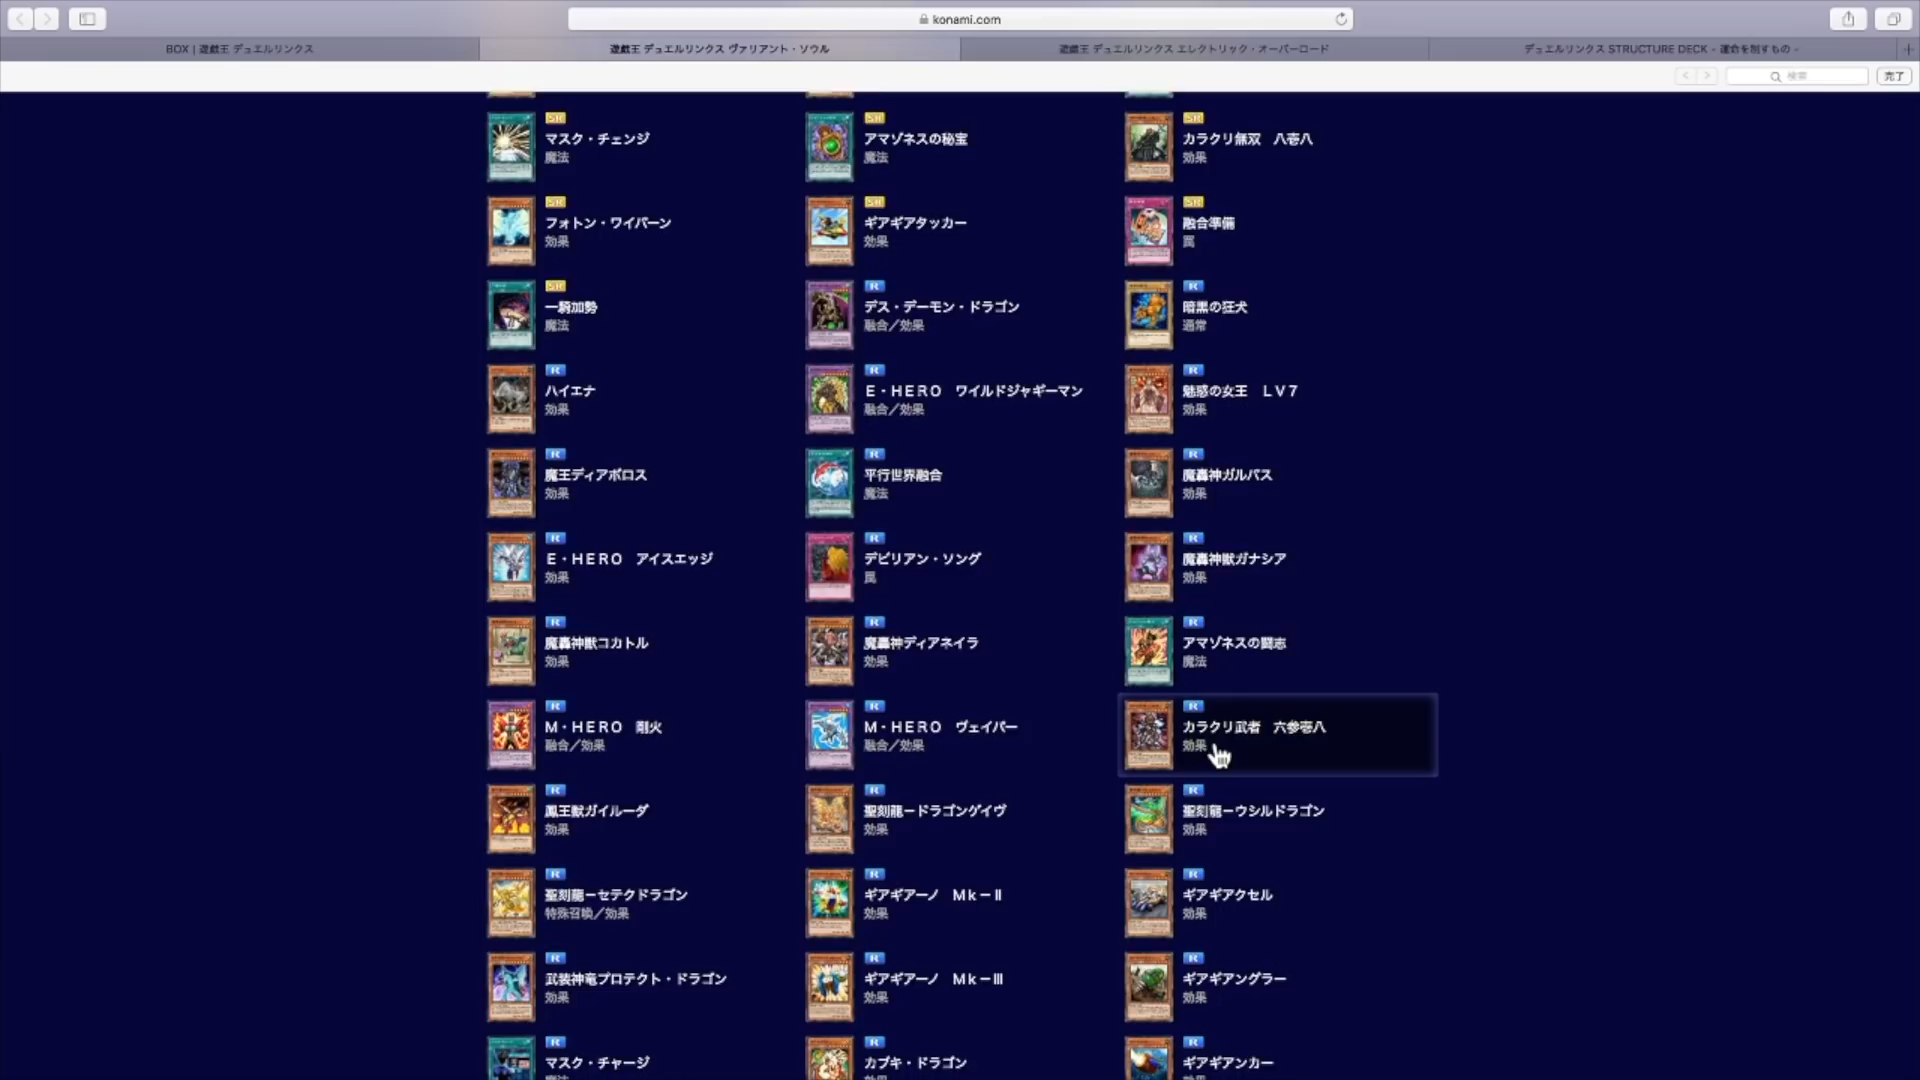 konami.com
BOX | 遊戯王 デュエルリンクス
遊戯王 デュエルリンクス ヴァリアント・ソウル
遊戯王 デュエルリンクス エレクトリック・オーバーロード
デュエルリンクス STRUCTURE DECK - 運命を制すもの -
検索
完了
SR SR SR
マスク・チェンジ アマゾネスの秘宝 カラクリ無双 八壱八
魔法 魔法 効果
SR SR SR
フォトン・ワイバーン ギアギアタッカー 融合準備
効果 効果 罠
SR R R
一騎加勢 デス・デーモン・ドラゴン 暗黒の狂犬
魔法 融合／効果 通常
R R R
ハイエナ E・HERO ワイルドジャギーマン 魅惑の女王 LV7
効果 融合／効果 効果
R R R
魔王ディアボロス 平行世界融合 魔轟神ガルバス
効果 魔法 効果
R R R
E・HERO アイスエッジ デビリアン・ソング 魔轟神獣ガナシア
効果 罠 効果
R R R
魔轟神獣コカトル 魔轟神ディアネイラ アマゾネスの闘志
効果 効果 魔法
R R R
M・HERO 剛火 M・HERO ヴェイパー カラクリ武者 六参壱八
融合／効果 融合／効果 効果
R R R
鳳王獣ガイルーダ 聖刻龍－ドラゴンゲイヴ 聖刻龍－ウシルドラゴン
効果 効果 効果
R R R
聖刻龍－セテクドラゴン ギアギアーノ Mk－Ⅱ ギアギアクセル
特殊召喚／効果 効果 効果
R R R
武装神竜プロテクト・ドラゴン ギアギアーノ Mk－Ⅲ ギアギアングラー
効果 効果 効果
R R R
マスク・チャージ カブキ・ドラゴン ギアギアンカー